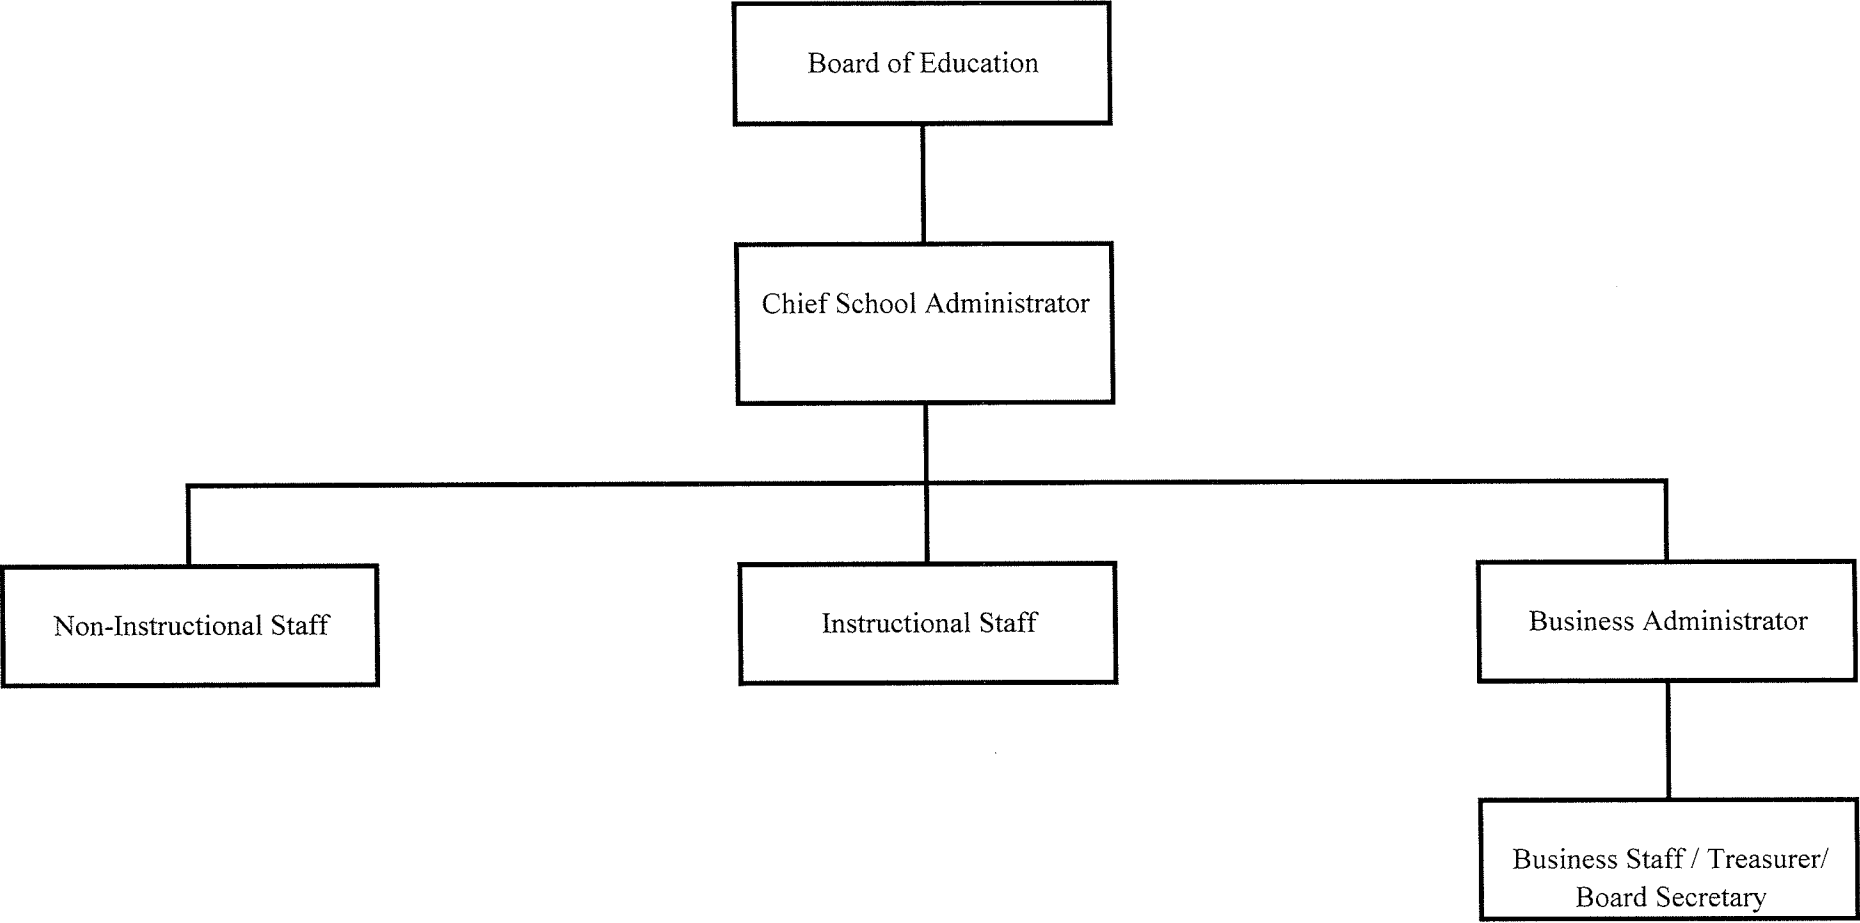 Board of Education
Chief School Administrator
Non-Instructional Staff
Instructional Staff
Business Administrator
Business Staff / Treasurer/
Board Secretary